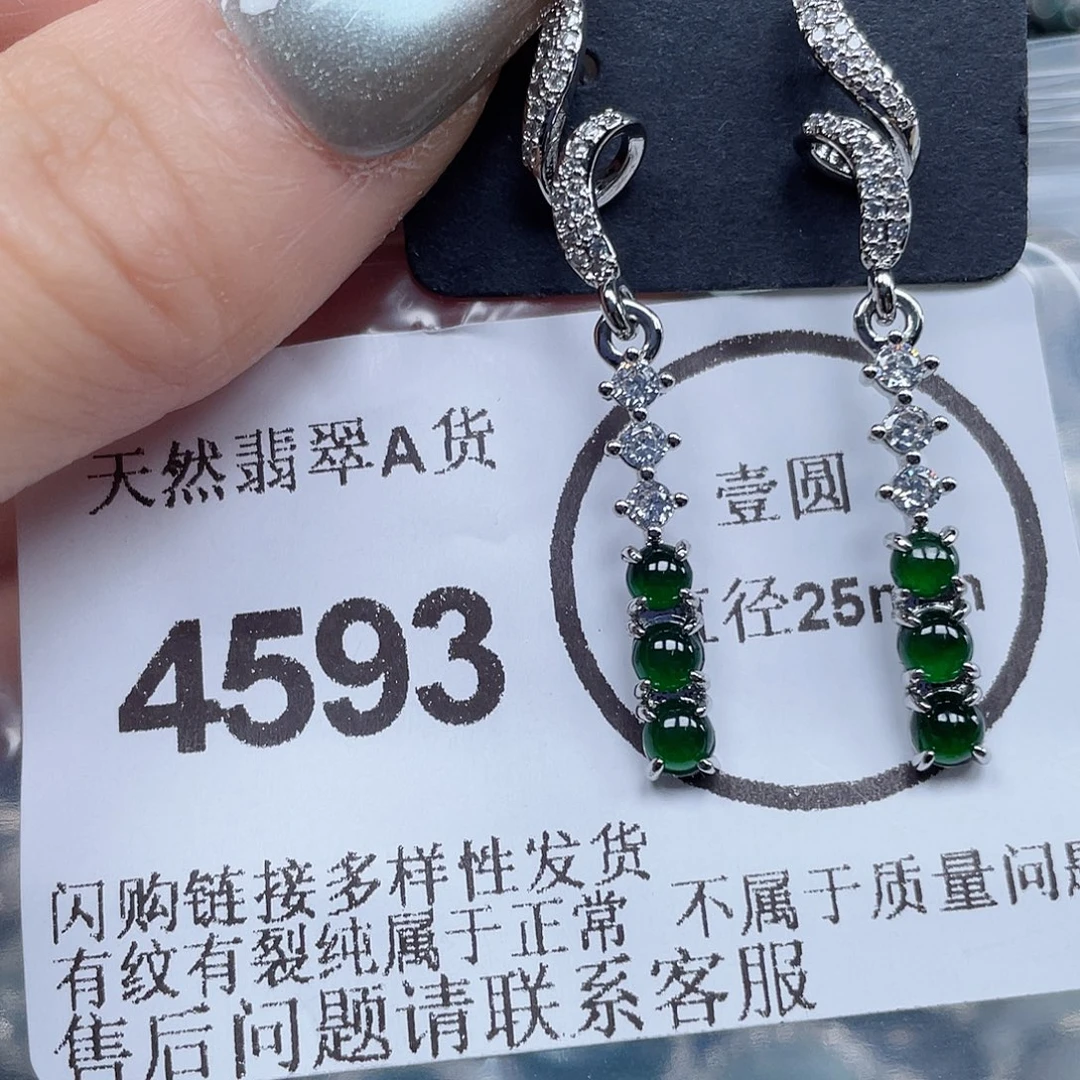 天然翡翠A货
4593
壹圆
直径25mm
闪购链接多样性发货
有纹有裂纯属于正常 不属于质量问题
售后问题请联系客服